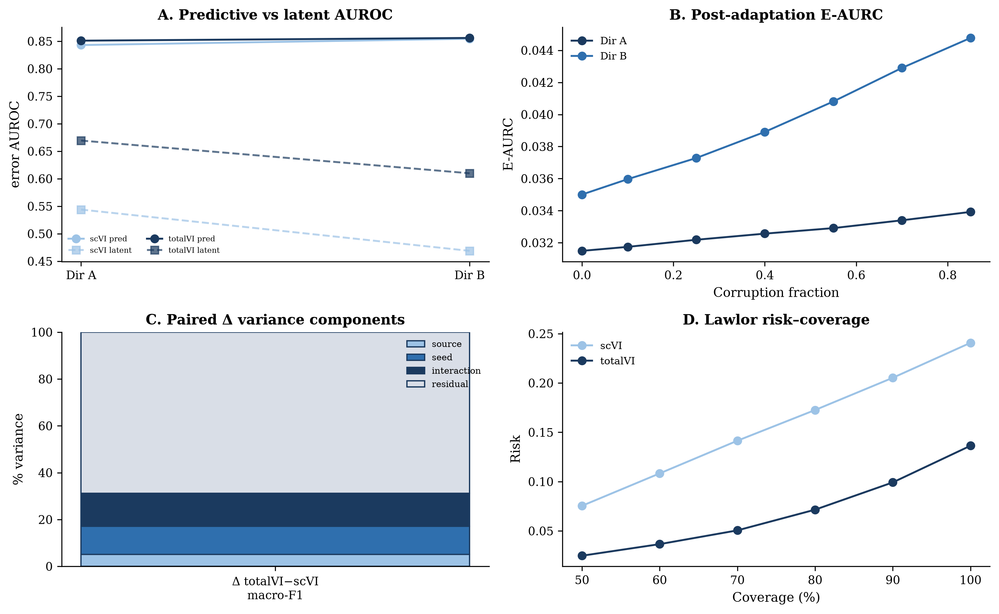 A. Predictive vs latent AUROC
error AUROC
0.85
0.80
0.75
0.70
0.65
0.60
0.55
0.50
0.45
scVI pred
scVI latent
totalVI pred
totalVI latent
Dir A
Dir B
B. Post-adaptation E-AURC
E-AURC
0.044
0.042
0.040
0.038
0.036
0.034
0.032
Dir A
Dir B
0.0
0.2
0.4
0.6
0.8
Corruption fraction
C. Paired Δ variance components
% variance
100
80
60
40
20
0
source
seed
interaction
residual
Δ totalVI−scVI
macro-F1
D. Lawlor risk–coverage
Risk
0.25
0.20
0.15
0.10
0.05
scVI
totalVI
50
60
70
80
90
100
Coverage (%)